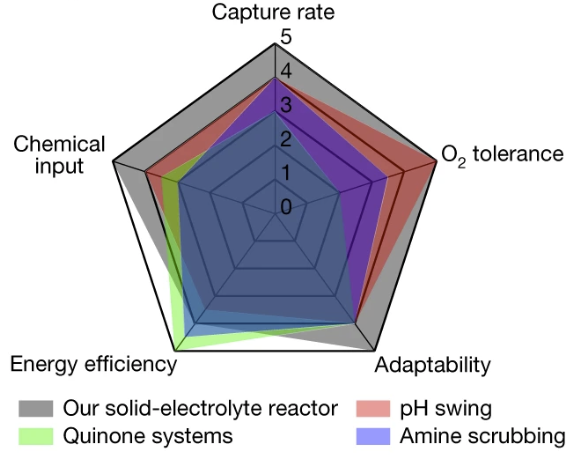 Capture rate
5
4
3
2
1
0
Chemical
input
O2 tolerance
Energy efficiency
Adaptability
Our solid-electrolyte reactor
pH swing
Quinone systems
Amine scrubbing